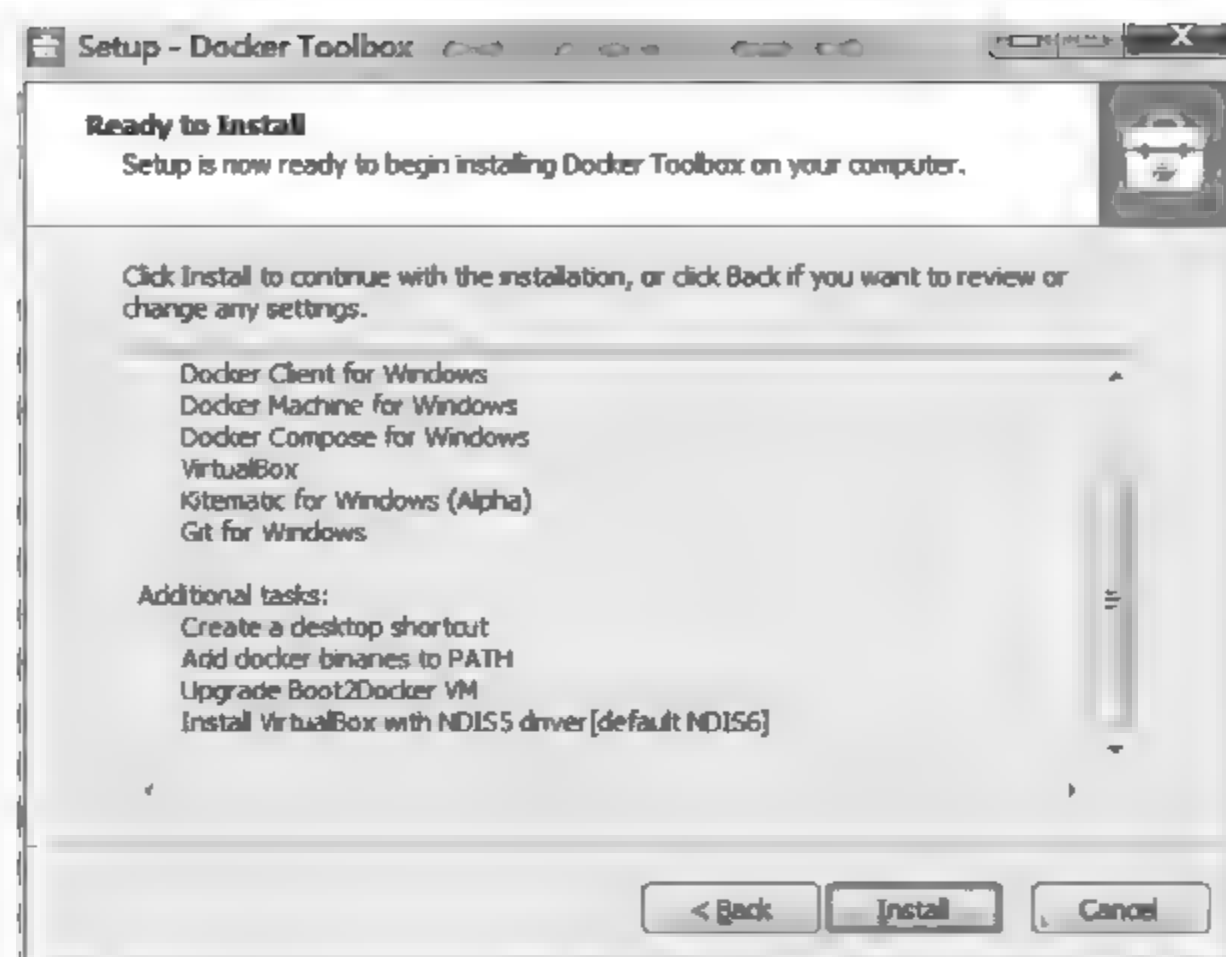 Setup - Docker Toolbox
Ready to Install
Setup is now ready to begin installing Docker Toolbox on your computer.
Click Install to continue with the installation, or click Back if you want to review or
change any settings.
Docker Client for Windows
Docker Machine for Windows
Docker Compose for Windows
VirtualBox
Kitematic for Windows (Alpha)
Git for Windows
Additional tasks:
Create a desktop shortcut
Add docker binaries to PATH
Upgrade Boot2Docker VM
Install VirtualBox with NDIS5 driver[default NDIS6]
< Back Install Cancel